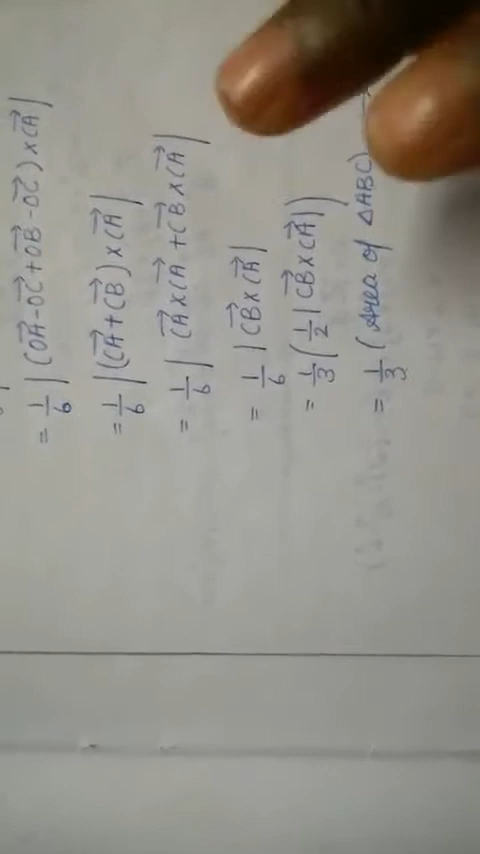 = 1/6 |(OA⃗ - OC⃗ + OB⃗ - OC⃗) × CA⃗|
= 1/6 |(CA⃗ + CB⃗) × CA⃗|
= 1/6 | CA⃗ × CA⃗ + CB⃗ × CA⃗|
= 1/6 | CB⃗ × CA⃗|
= 1/3 (1/2 | CB⃗ × CA⃗|)
= 1/3 (Area of △ABC)